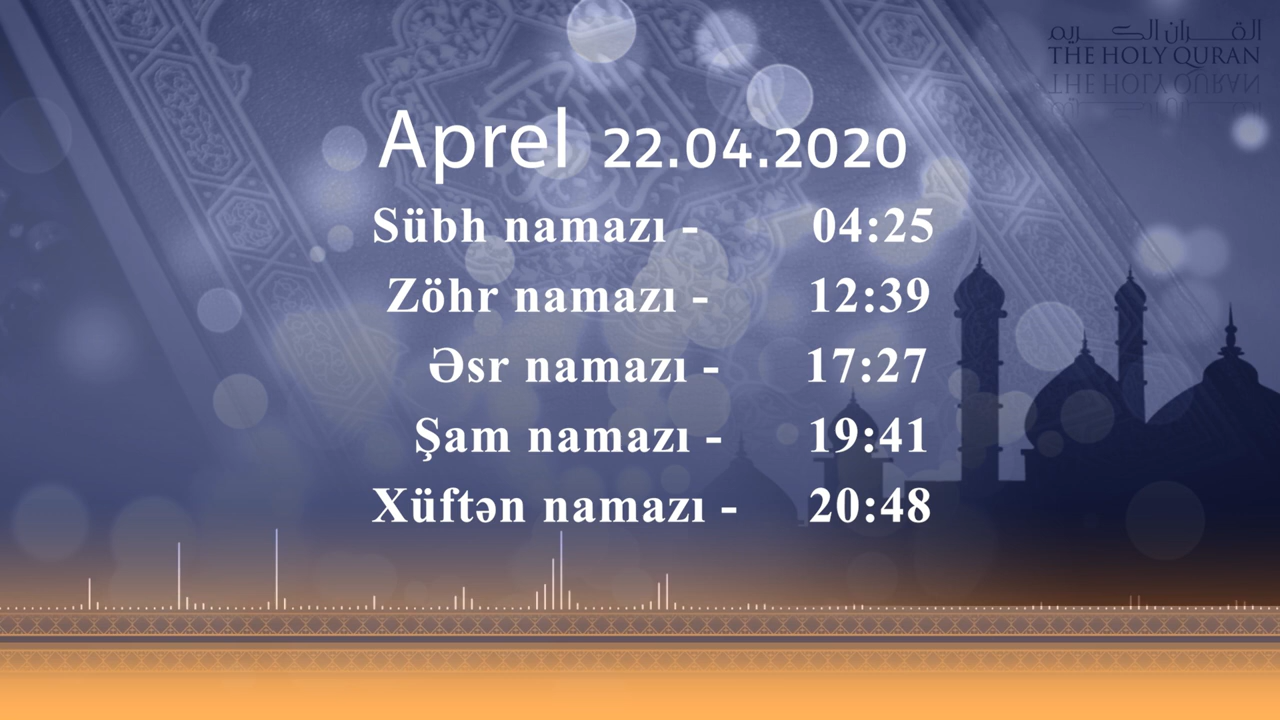 القرآن الكريم
THE HOLY QURAN
Aprel 22.04.2020
Sübh namazı - 04:25
Zöhr namazı - 12:39
Əsr namazı - 17:27
Şam namazı - 19:41
Xüftən namazı - 20:48